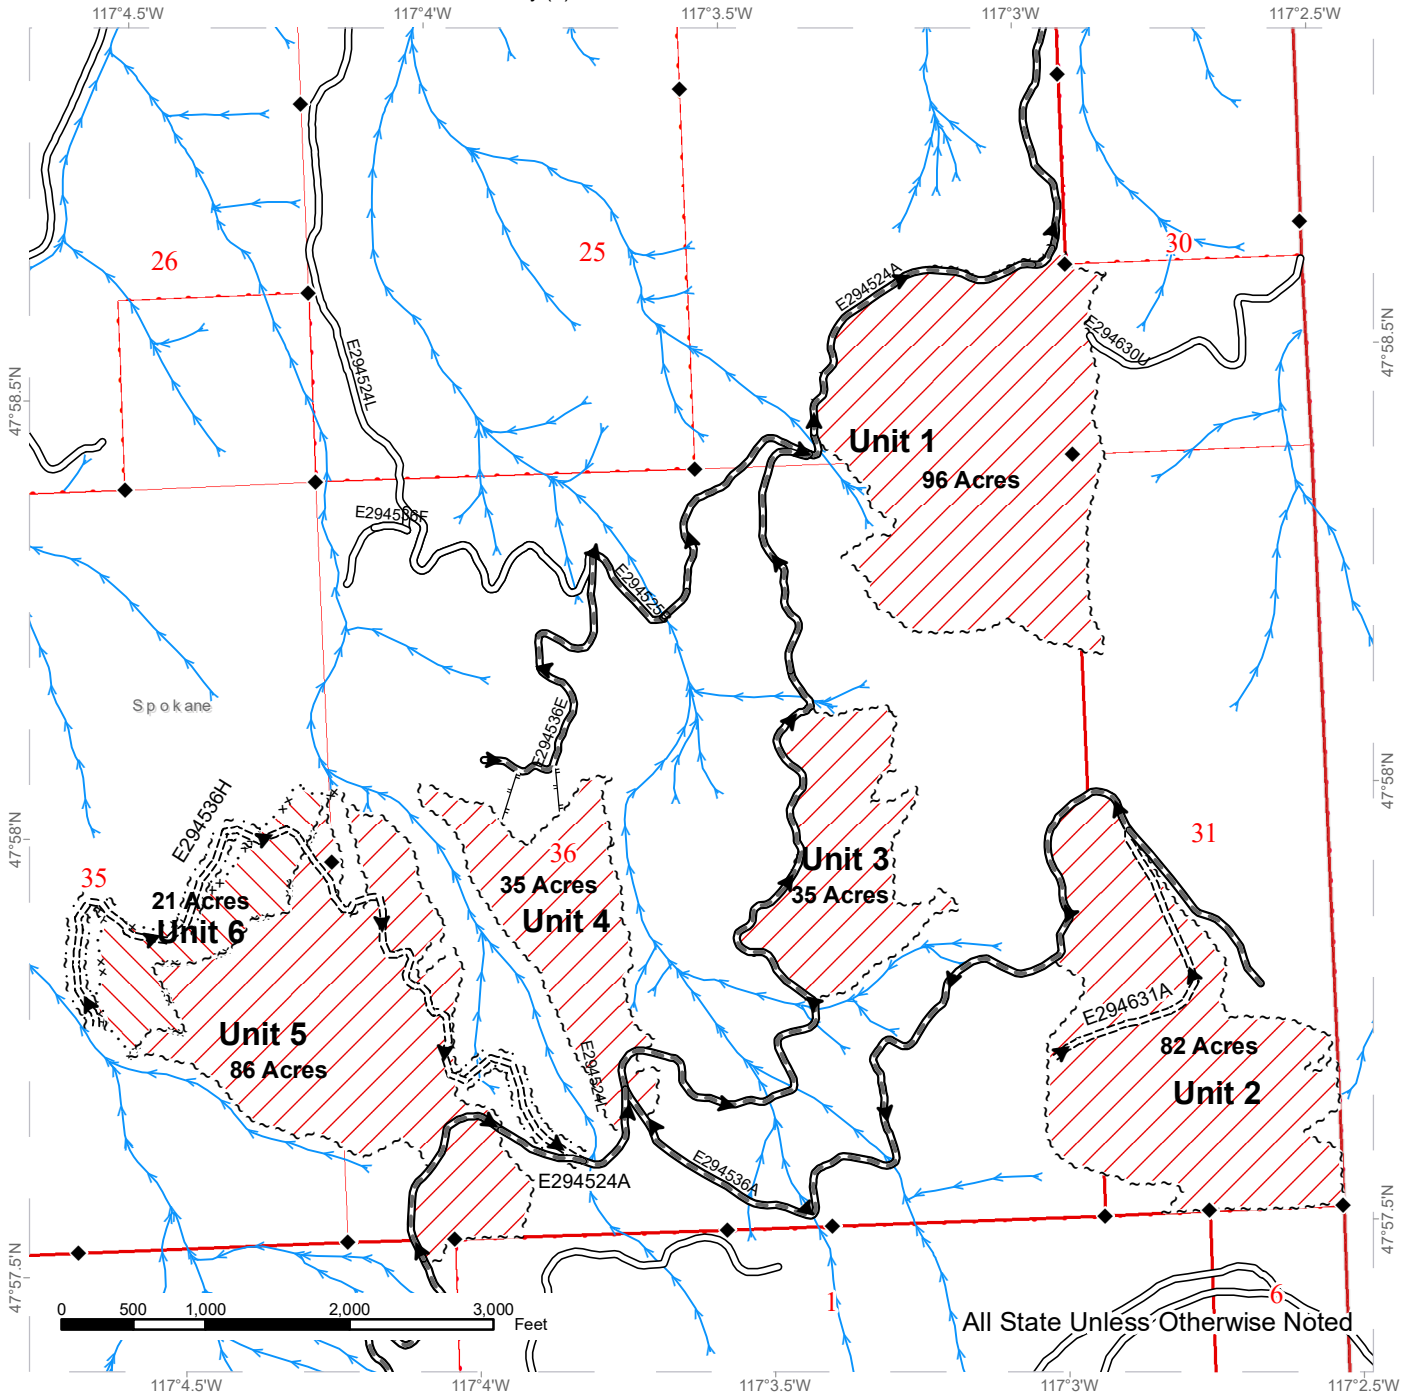 117°4.5'W
117°4'W
117°3.5'W
117°3'W
117°2.5'W
26
25
30
E294524A
E294630U
E294524L
47°58.5'N
47°58.5'N
Unit 1
96 Acres
E294536F
E294525B
Spokane
E294536E
47°58'N
47°58'N
E294536H
31
36
35
35 Acres
Unit 4
Unit 3
35 Acres
21 Acres
Unit 6
E294631A
Unit 5
86 Acres
82 Acres
Unit 2
E294524L
E294536A
E294524A
47°57.5'N
47°57.5'N
1
6
0 500 1,000 2,000 3,000
Feet
All State Unless Otherwise Noted
117°4.5'W
117°4'W
117°3.5'W
117°3'W
117°2.5'W